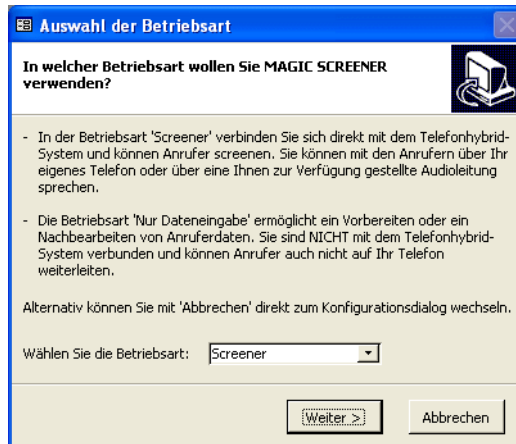 Auswahl der Betriebsart
In welcher Betriebsart wollen Sie MAGIC SCREENER
verwenden?
- In der Betriebsart 'Screener' verbinden Sie sich direkt mit dem Telefonhybrid-
System und können Anrufer screenen. Sie können mit den Anrufern über Ihr
eigenes Telefon oder über eine Ihnen zur Verfügung gestellte Audioleitung
sprechen.
- Die Betriebsart 'Nur Dateneingabe' ermöglicht ein Vorbereiten oder ein
Nachbearbeiten von Anruferdaten. Sie sind NICHT mit dem Telefonhybrid-
System verbunden und können Anrufer auch nicht auf Ihr Telefon
weiterleiten.
Alternativ können Sie mit 'Abbrechen' direkt zum Konfigurationsdialog wechseln.
Wählen Sie die Betriebsart: Screener
Weiter > Abbrechen